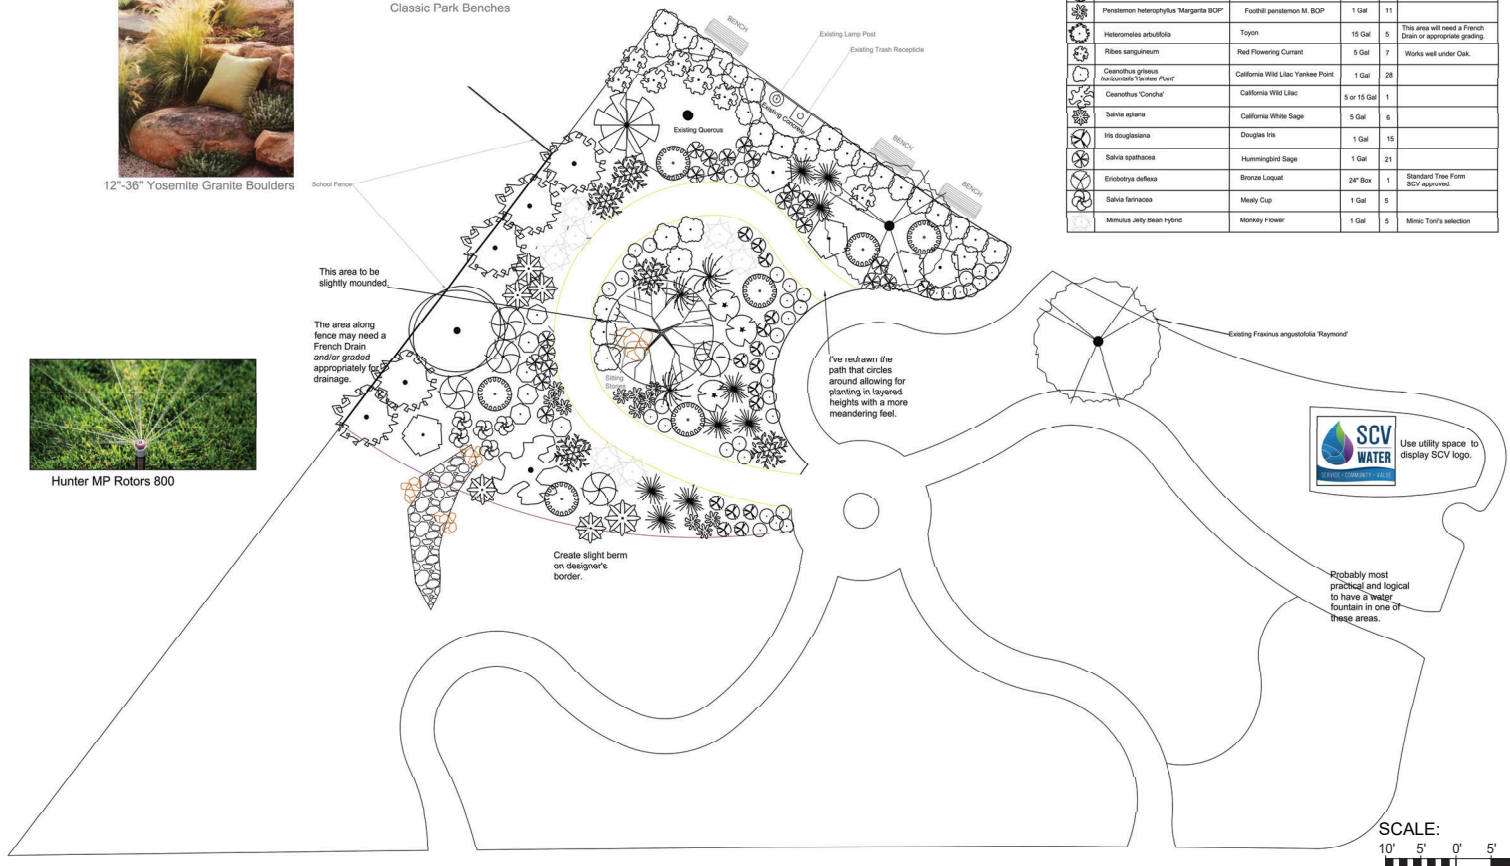 Classic Park Benches
12"-36" Yosemite Granite Boulders
School Fence
BENCH
Existing Lamp Post
Existing Trash Recepticle
Existing Concrete
Existing Quercus
BENCH
BENCH
Penstemon heterophyllus 'Margarita BOP' Foothill penstemon M. BOP 1 Gal 11
Heteromeles arbutifolia Toyon 15 Gal 5 This area will need a French
Drain or appropriate grading.
Ribes sanguineum Red Flowering Currant 5 Gal 7 Works well under Oak.
Ceanothus griseus
horizontalis 'Yankee Point' California Wild Lilac Yankee Point 1 Gal 28
Ceanothus 'Concha' California Wild Lilac 5 or 15 Gal 1
Salvia apiana California White Sage 5 Gal 6
Iris douglasiana Douglas Iris 1 Gal 15
Salvia spathacea Hummingbird Sage 1 Gal 21
Eriobotrya deflexa Bronze Loquat 24" Box 1 Standard Tree Form
SCV approved.
Salvia farinacea Mealy Cup 1 Gal 5
Mimulus Jelly Bean Hybrid Monkey Flower 1 Gal 5 Mimic Toni's selection
This area to be
slightly mounded.
The area along
fence may need a
French Drain
and/or graded
appropriately for
drainage.
Sitting
Stones
I've redrawn the
path that circles
around allowing for
planting in layered
heights with a more
meandering feel.
Existing Fraxinus angustofolia 'Raymond'
Hunter MP Rotors 800
SCV
WATER
SERVICE • COMMUNITY • VALUE
Use utility space to
display SCV logo.
Create slight berm
on designer's
border.
Probably most
practical and logical
to have a water
fountain in one of
these areas.
SCALE:
10' 5' 0' 5'